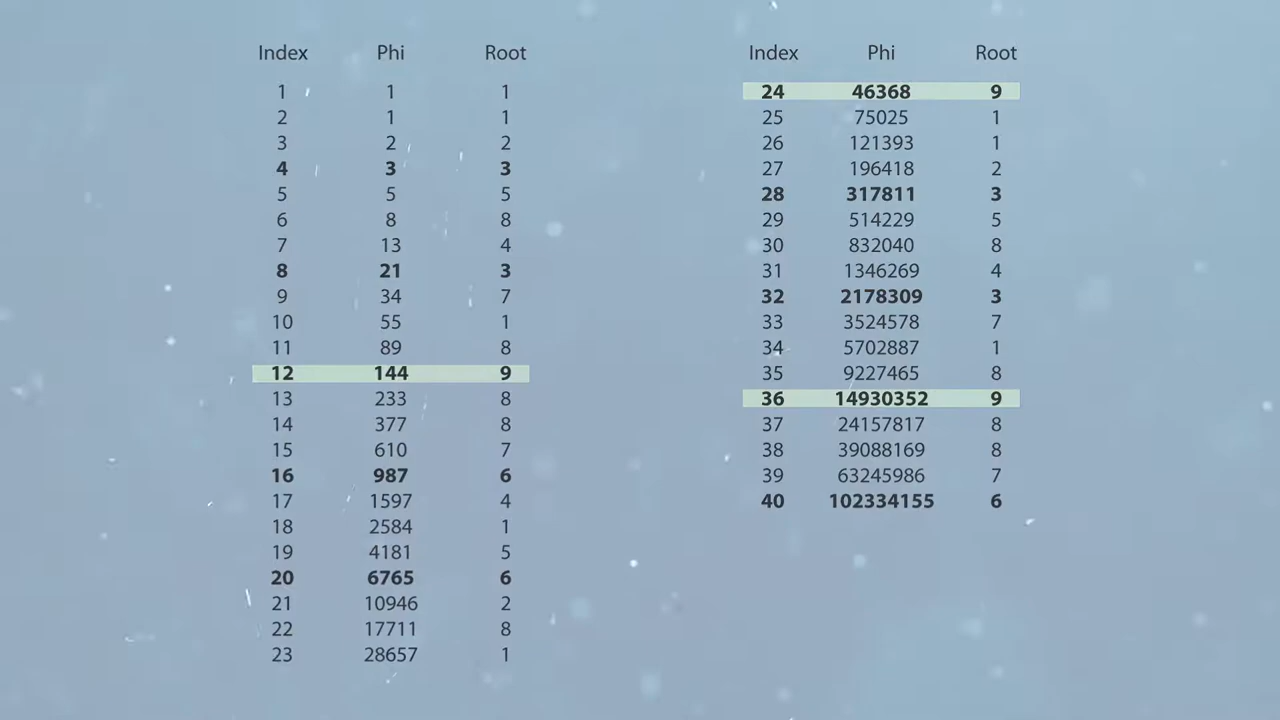 Index Phi Root
1 1 1
2 1 1
3 2 2
4 3 3
5 5 5
6 8 8
7 13 4
8 21 3
9 34 7
10 55 1
11 89 8
12 144 9
13 233 8
14 377 8
15 610 7
16 987 6
17 1597 4
18 2584 1
19 4181 5
20 6765 6
21 10946 2
22 17711 8
23 28657 1
Index Phi Root
24 46368 9
25 75025 1
26 121393 1
27 196418 2
28 317811 3
29 514229 5
30 832040 8
31 1346269 4
32 2178309 3
33 3524578 7
34 5702887 1
35 9227465 8
36 14930352 9
37 24157817 8
38 39088169 8
39 63245986 7
40 102334155 6